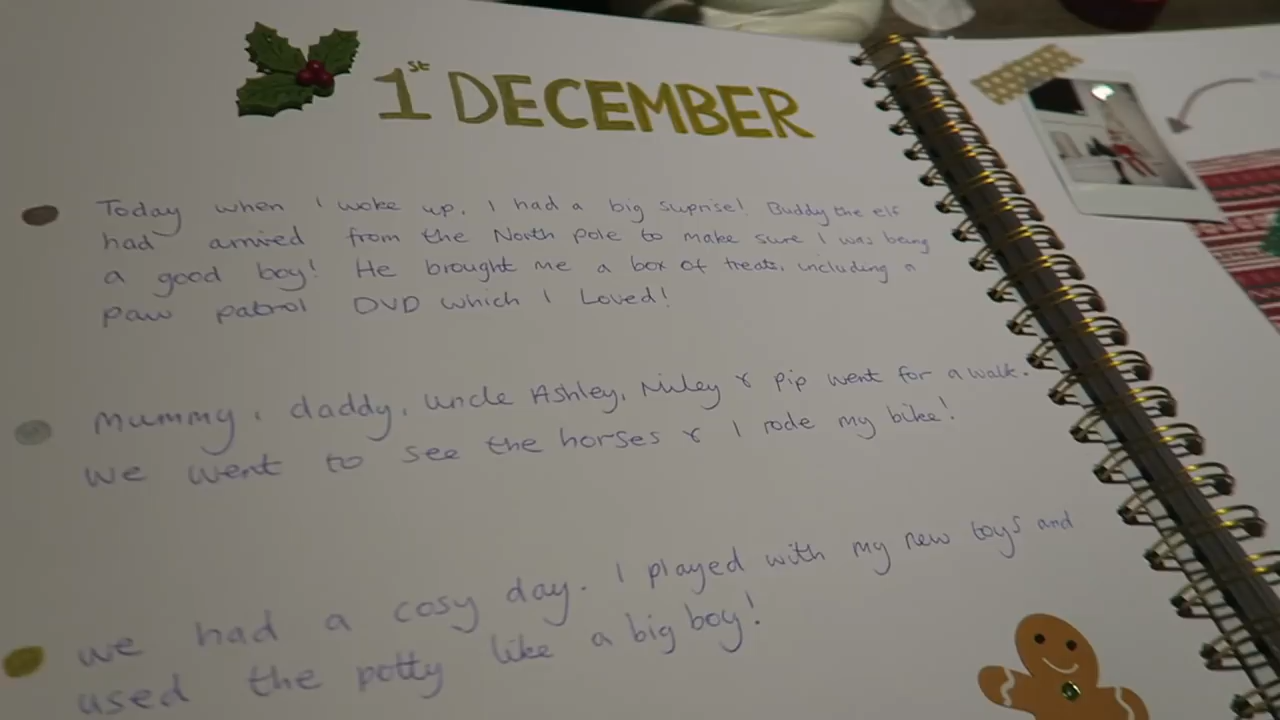 1st DECEMBER
Today when I woke up, I had a big suprise! Buddy the elf
had arrived from the North pole to make sure I was being
a good boy! He brought me a box of treats, including a
paw patrol DVD which I Loved!
Mummy, daddy, uncle Ashley, Miley & pip went for a walk.
we went to see the horses & I rode my bike!
we had a cosy day. I played with my new toys and
used the potty like a big boy!